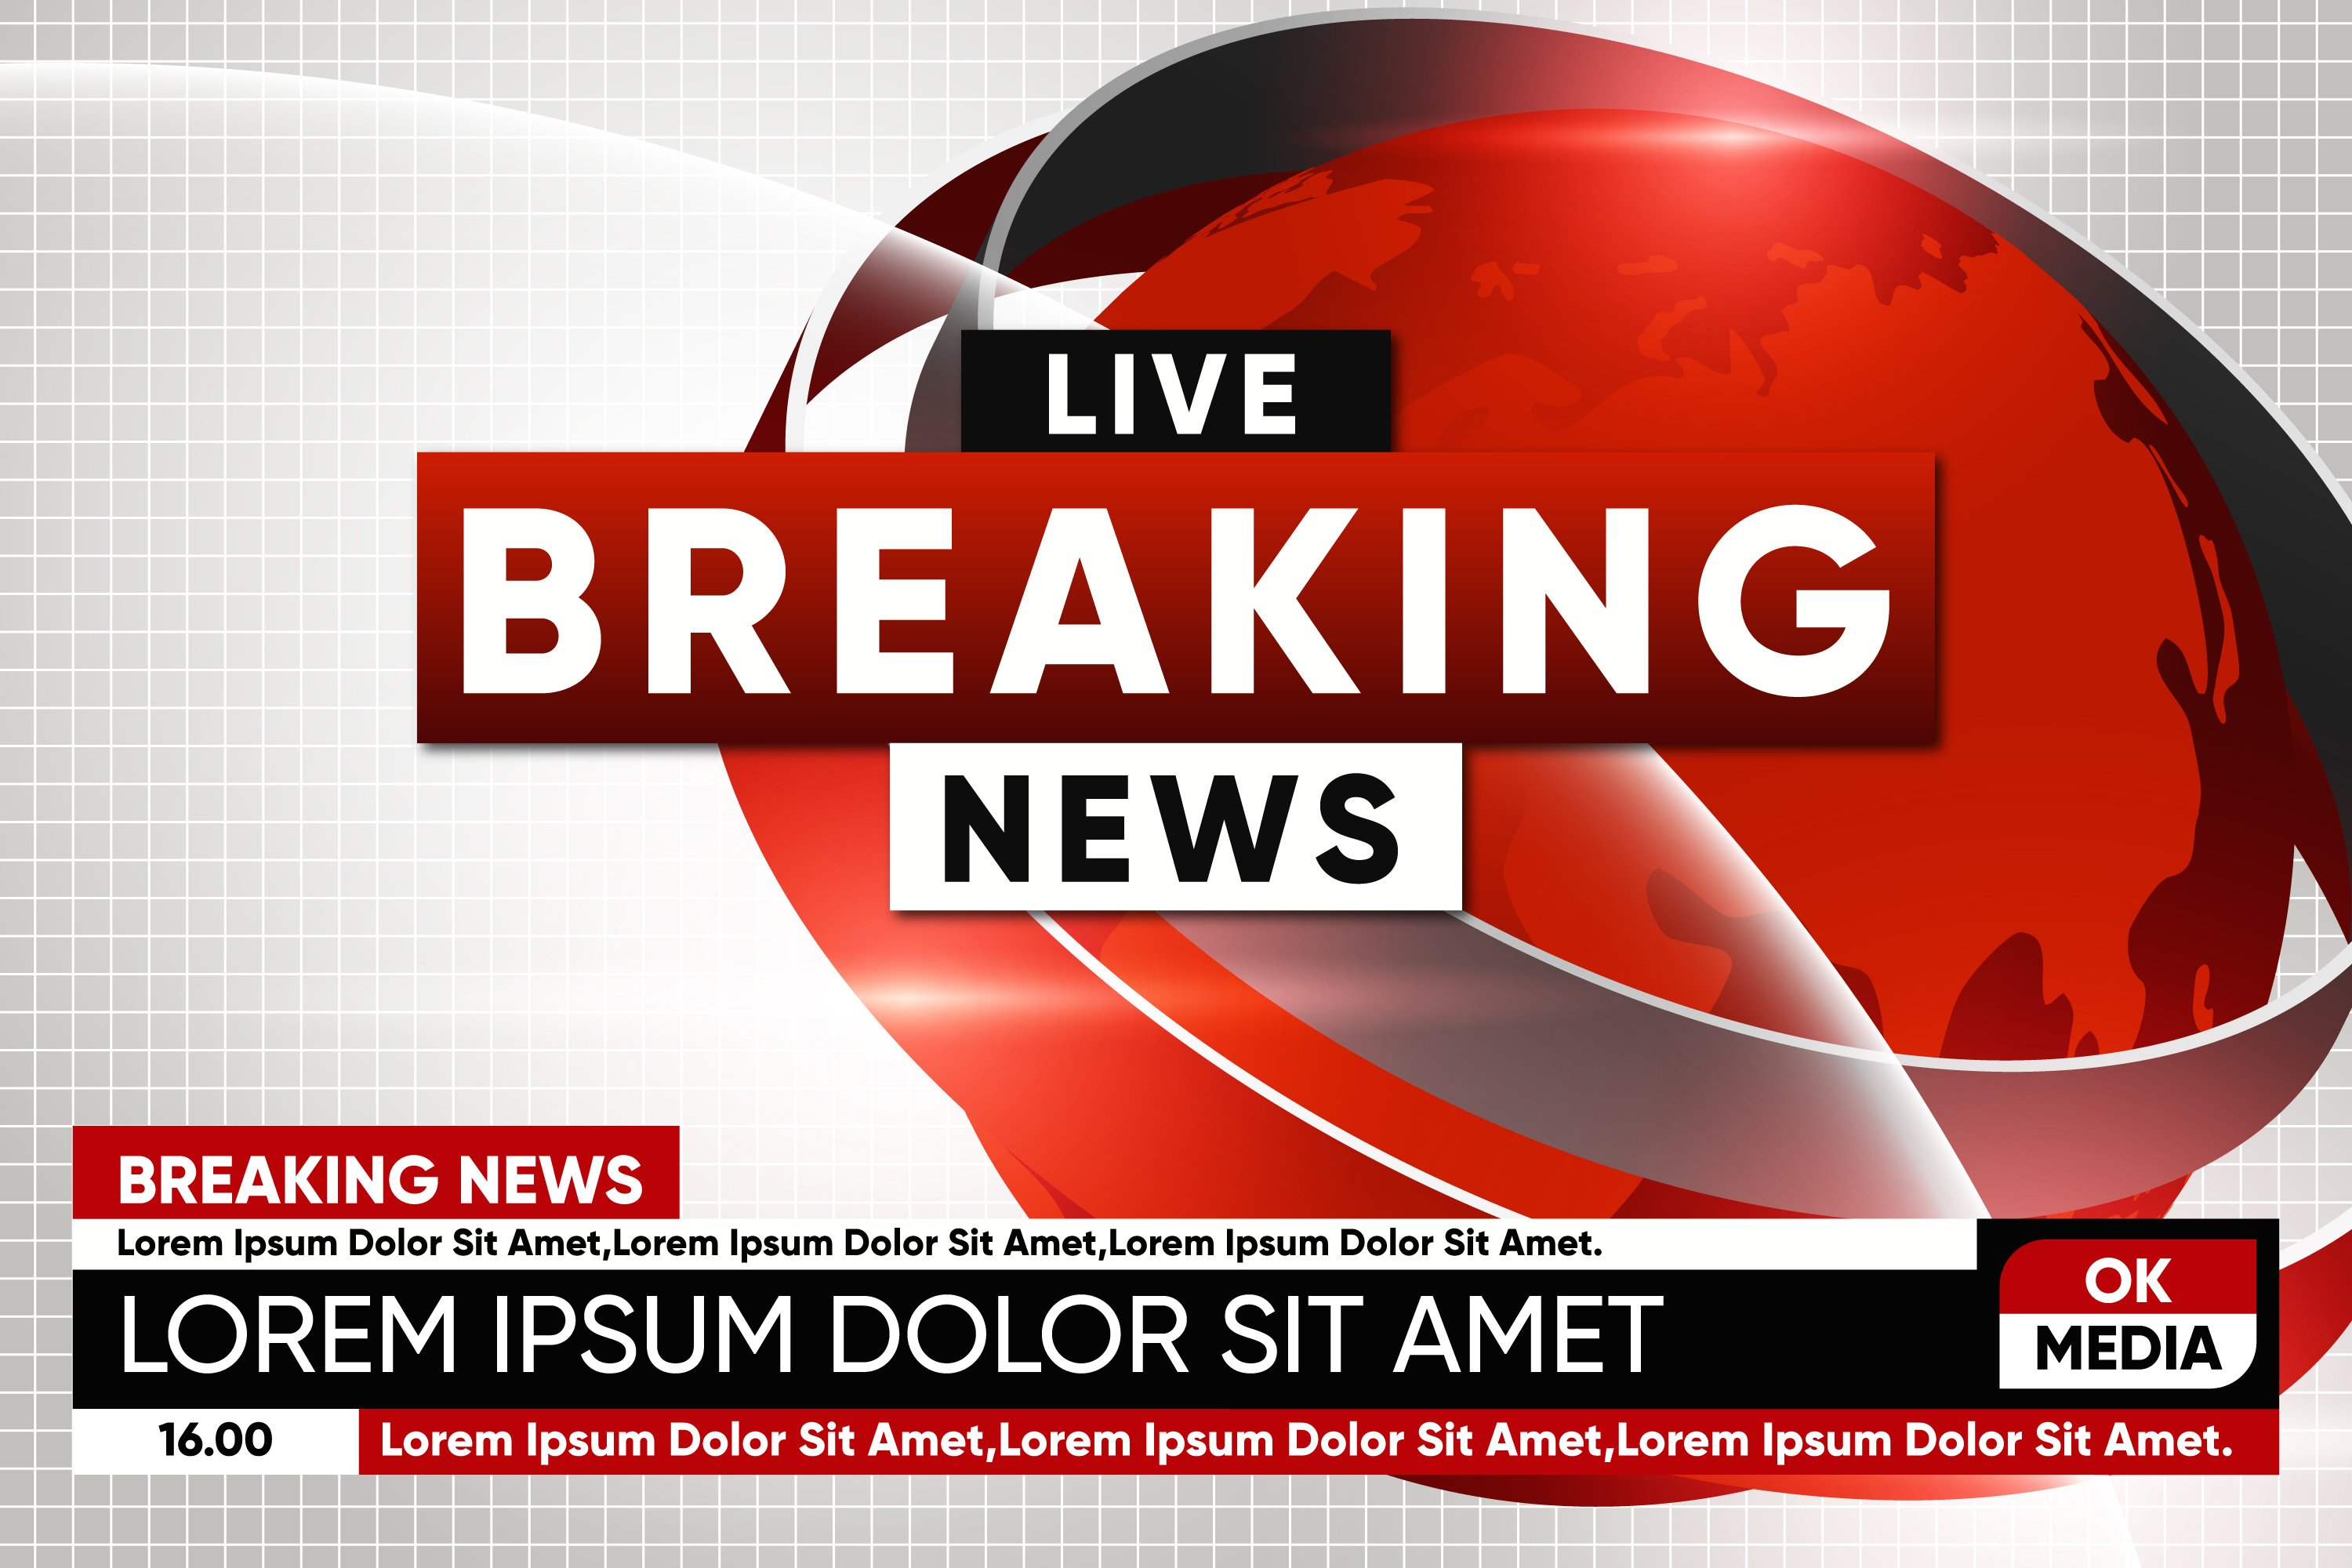 LIVE
BREAKING
NEWS
BREAKING NEWS
Lorem Ipsum Dolor Sit Amet,Lorem Ipsum Dolor Sit Amet,Lorem Ipsum Dolor Sit Amet.
LOREM IPSUM DOLOR SIT AMET
OK
MEDIA
16.00
Lorem Ipsum Dolor Sit Amet,Lorem Ipsum Dolor Sit Amet,Lorem Ipsum Dolor Sit Amet.